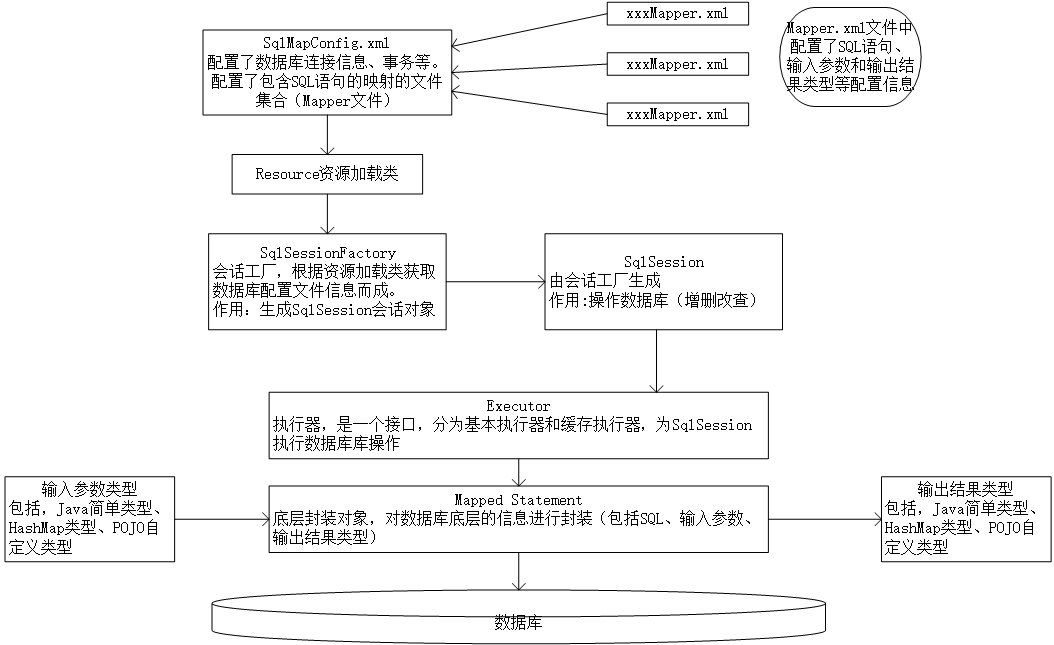 xxxMapper.xml
SqlMapConfig.xml
配置了数据库连接信息、事务等。
配置了包含SQL语句的映射的文件
集合（Mapper文件）
xxxMapper.xml
xxxMapper.xml
Mapper.xml文件中
配置了SQL语句、
输入参数和输出结
果类型等配置信息
Resource资源加载类
SqlSessionFactory
会话工厂，根据资源加载类获取
数据库配置文件信息而成。
作用：生成SqlSession会话对象
SqlSession
由会话工厂生成
作用:操作数据库（增删改查）
Executor
执行器，是一个接口，分为基本执行器和缓存执行器，为SqlSession
执行数据库库操作
输入参数类型
包括，Java简单类型、
HashMap类型、POJO自
定义类型
Mapped Statement
底层封装对象，对数据库底层的信息进行封装（包括SQL、输入参数、
输出结果类型）
输出结果类型
包括，Java简单类型、
HashMap类型、POJO自
定义类型
数据库